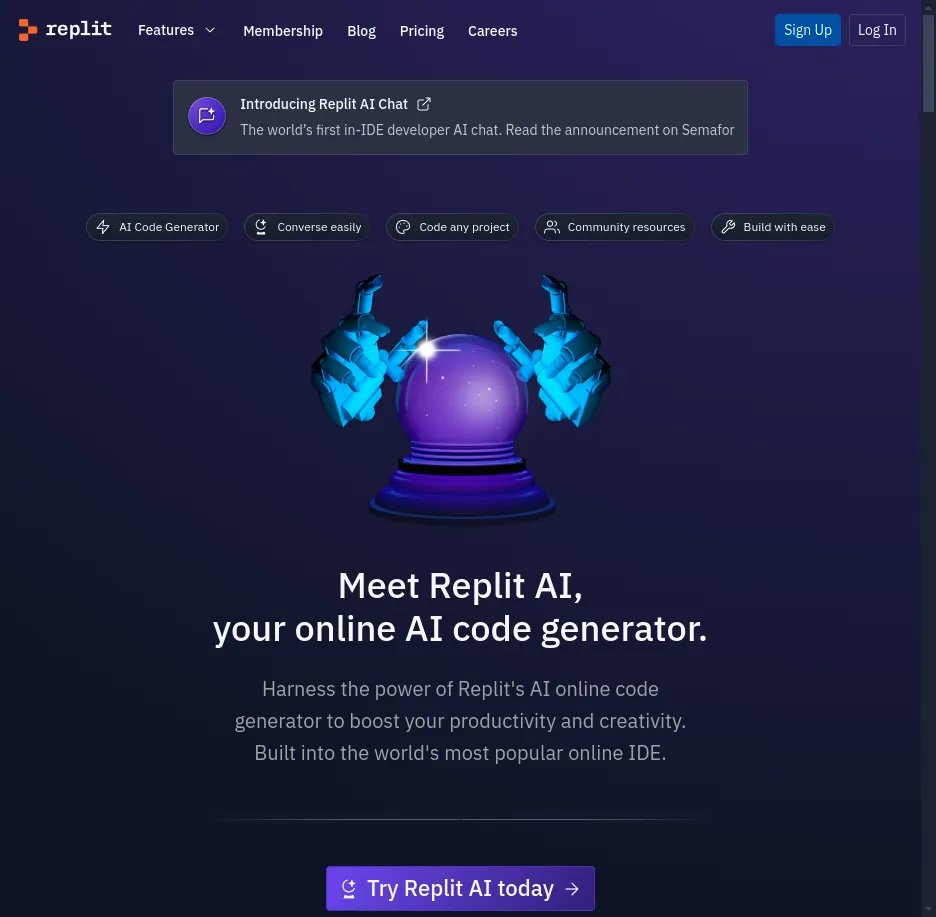 replit
Features
Membership
Blog
Pricing
Careers
Sign Up
Log In
Introducing Replit AI Chat
The world’s first in-IDE developer AI chat. Read the announcement on Semafor
AI Code Generator
Converse easily
Code any project
Community resources
Build with ease
Meet Replit AI,
your online AI code generator.
Harness the power of Replit's AI online code
generator to boost your productivity and creativity.
Built into the world's most popular online IDE.
Try Replit AI today